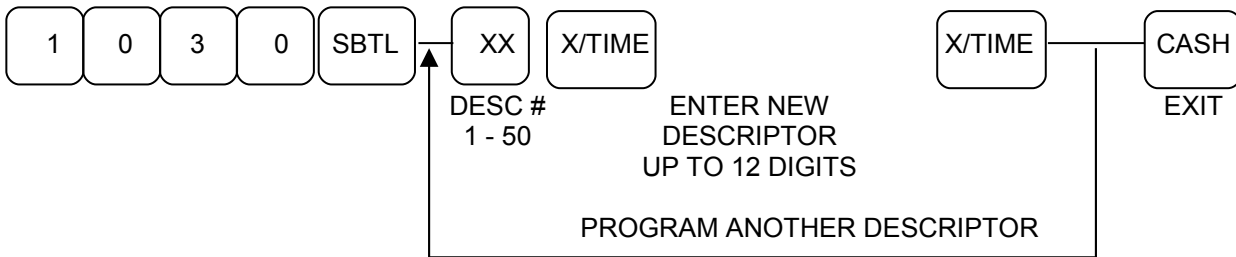 1 0 3 0 SBTL XX X/TIME X/TIME CASH
DESC # ENTER NEW EXIT
1 - 50 DESCRIPTOR
UP TO 12 DIGITS
PROGRAM ANOTHER DESCRIPTOR